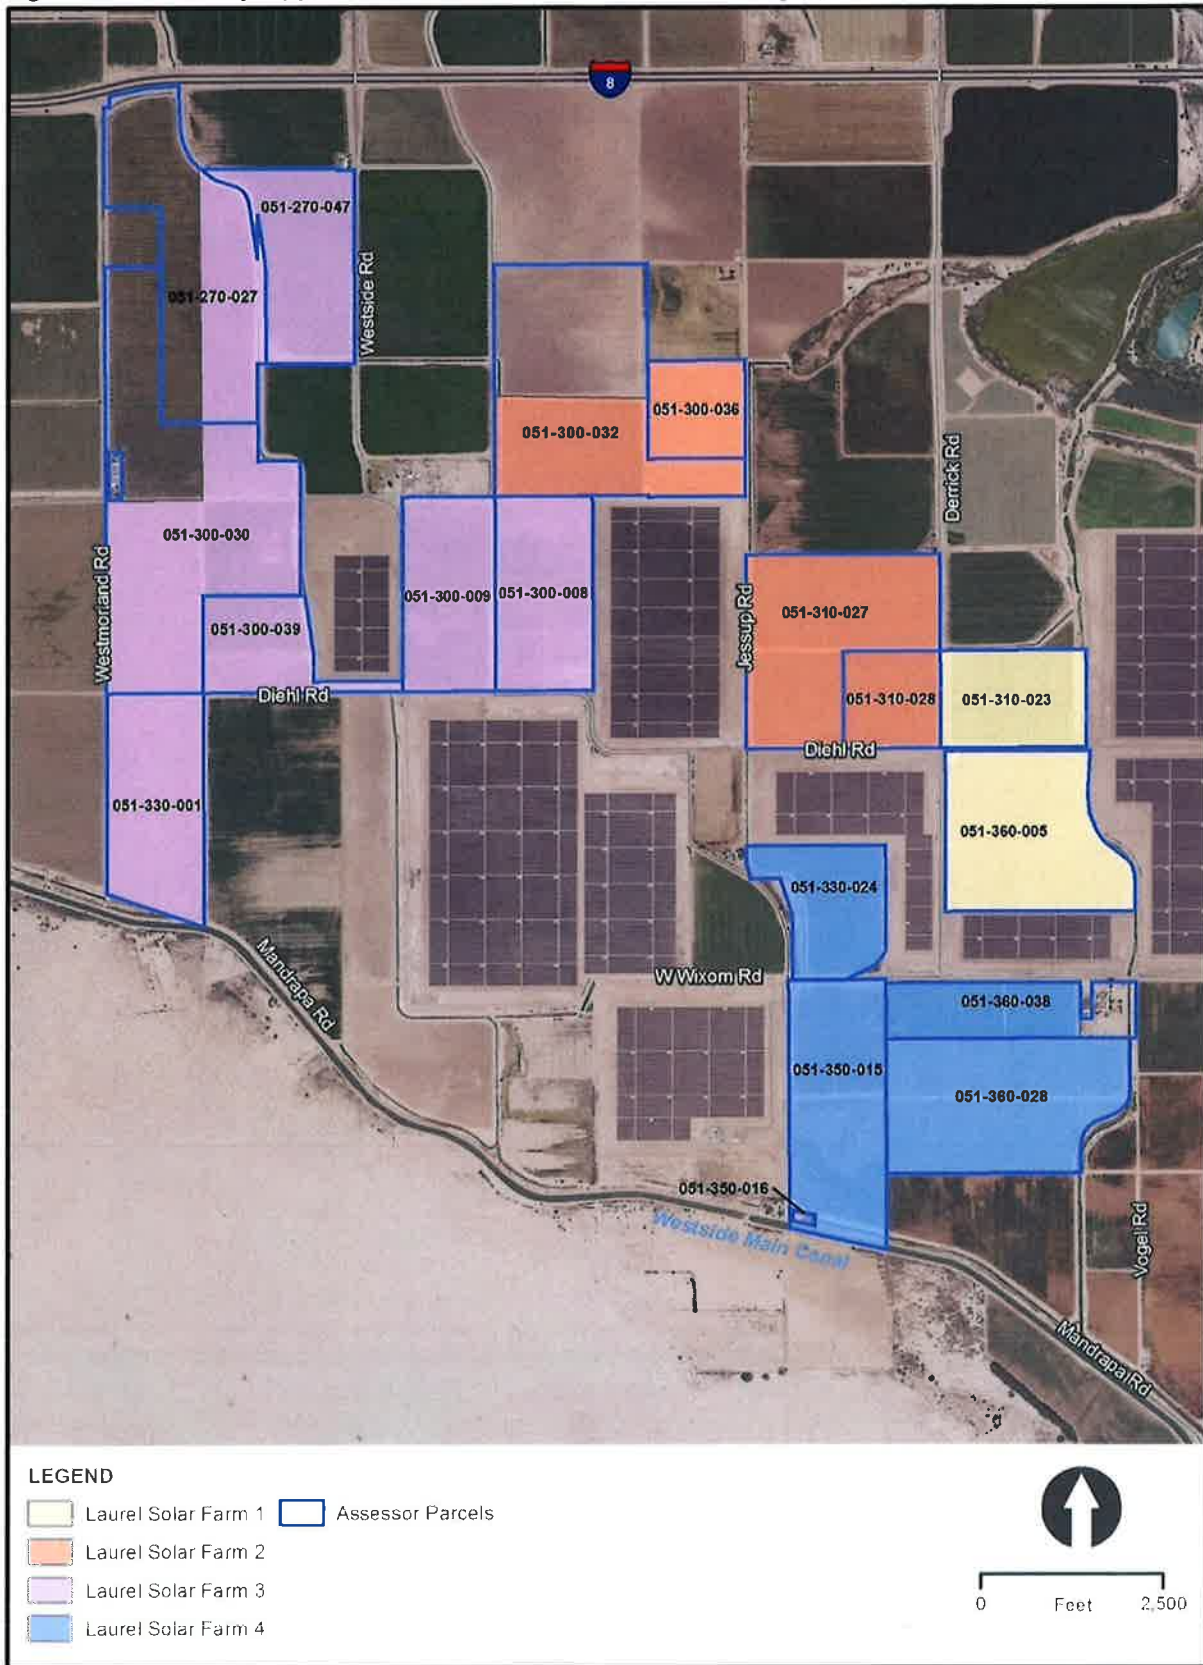 8
051-270-047
Westside Rd
051-270-027
051-300-036
051-300-032
Derrick Rd
051-300-030
Westmorland Rd
051-300-009
051-300-008
Jessup Rd
051-310-027
051-300-039
Diehl Rd
051-310-028
051-310-023
Diehl Rd
051-330-001
051-360-005
051-330-024
Mandrapa Rd
W Wixom Rd
051-360-038
051-350-015
051-360-028
051-350-016
Westside Main Canal
Vogel Rd
Mandrapa Rd
LEGEND
Laurel Solar Farm 1
Assessor Parcels
Laurel Solar Farm 2
Laurel Solar Farm 3
Laurel Solar Farm 4
0 Feet 2,500